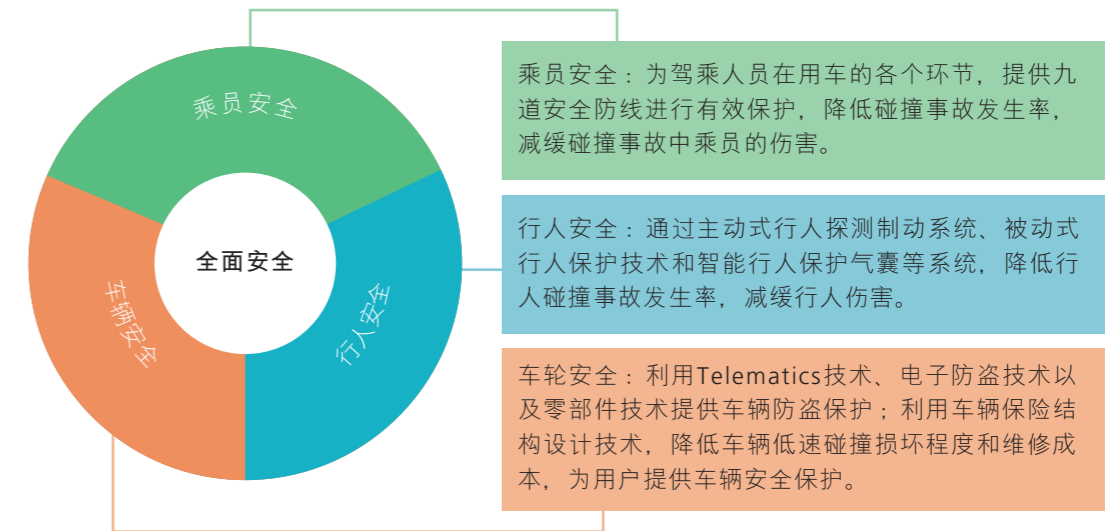 乘员安全
全面安全
车辆安全
行人安全
乘员安全：为驾乘人员在用车的各个环节，提供九
道安全防线进行有效保护，降低碰撞事故发生率，
减缓碰撞事故中乘员的伤害。
行人安全：通过主动式行人探测制动系统、被动式
行人保护技术和智能行人保护气囊等系统，降低行
人碰撞事故发生率，减缓行人伤害。
车轮安全：利用Telematics技术、电子防盗技术以
及零部件技术提供车辆防盗保护；利用车辆保险结
构设计技术，降低车辆低速碰撞损坏程度和维修成
本，为用户提供车辆安全保护。